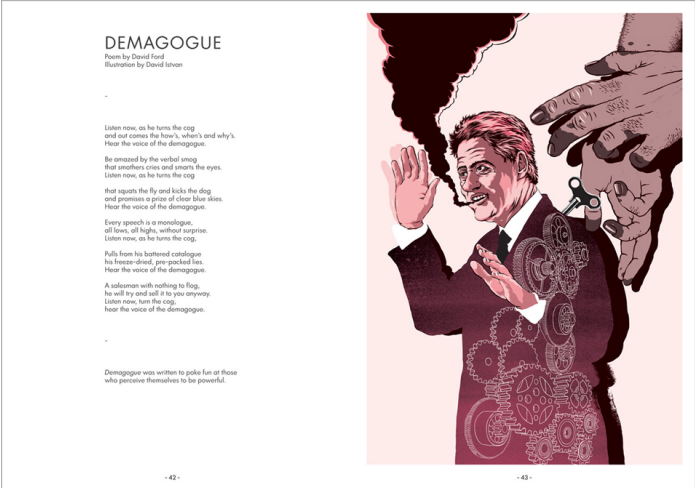 DEMAGOGUE
Poem by David Ford
Illustration by David Istvan
-
Listen now, as he turns the cog
and out comes the how's, when's and why's.
Hear the voice of the demagogue.
Be amazed by the verbal smog
that smothers cries and smarts the eyes.
Listen now, as he turns the cog
that squats the fly and kicks the dog
and promises a prize of clear blue skies.
Hear the voice of the demagogue.
Every speech is a monologue,
all lows, all highs, without surprise.
Listen now, as he turns the cog,
Pulls from his battered catalogue
his freeze-dried, pre-packed lies.
Hear the voice of the demagogue.
A salesman with nothing to flog,
he will try and sell it to you anyway.
Listen now, turn the cog,
hear the voice of the demagogue.
-
Demagogue was written to poke fun at those
who perceive themselves to be powerful.
- 42 -
- 43 -